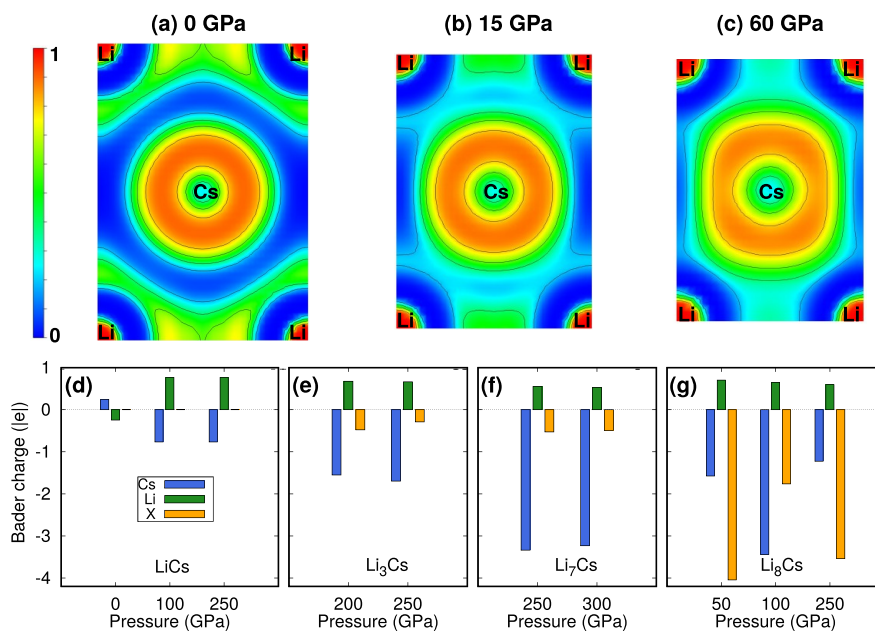 (a) 0 GPa
(b) 15 GPa
(c) 60 GPa
1
0
Li
Li
Cs
Li
Li
Li
Li
Cs
Li
Li
Li
Li
Cs
Li
Li
Bader charge (|e|)
1
0
-1
-2
-3
-4
(d)
Cs
Li
X
LiCs
0 100 250
Pressure (GPa)
(e)
Li₃Cs
200 250
Pressure (GPa)
(f)
Li₇Cs
250 300
Pressure (GPa)
(g)
Li₈Cs
50 100 250
Pressure (GPa)